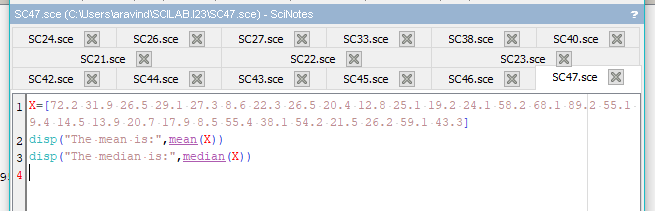 SC47.sce (C:\Users\aravind\SCILAB.I23\SC47.sce) - SciNotes ?
SC24.sce SC26.sce SC27.sce SC33.sce SC38.sce SC40.sce
SC21.sce SC22.sce SC23.sce
SC42.sce SC44.sce SC43.sce SC45.sce SC46.sce SC47.sce
1 X=[72.2 31.9 26.5 29.1 27.3 8.6 22.3 26.5 20.4 12.8 25.1 19.2 24.1 58.2 68.1 89.2 55.1
9.4 14.5 13.9 20.7 17.9 8.5 55.4 38.1 54.2 21.5 26.2 59.1 43.3]
2 disp("The mean is:",mean(X))
3 disp("The median is:",median(X))
4